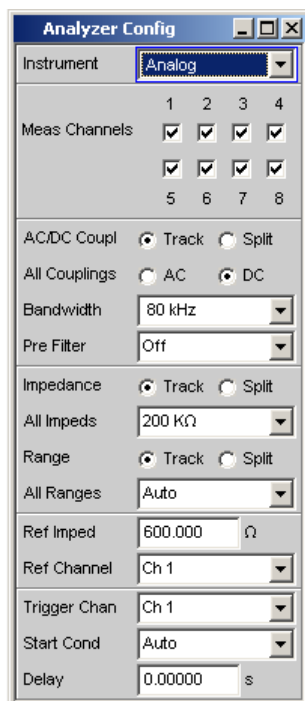 Analyzer Config
Instrument Analog
1 2 3 4
Meas Channels
5 6 7 8
AC/DC Coupl Track Split
All Couplings AC DC
Bandwidth 80 kHz
Pre Filter Off
Impedance Track Split
All Impeds 200 KΩ
Range Track Split
All Ranges Auto
Ref Imped 600.000 Ω
Ref Channel Ch 1
Trigger Chan Ch 1
Start Cond Auto
Delay 0.00000 s